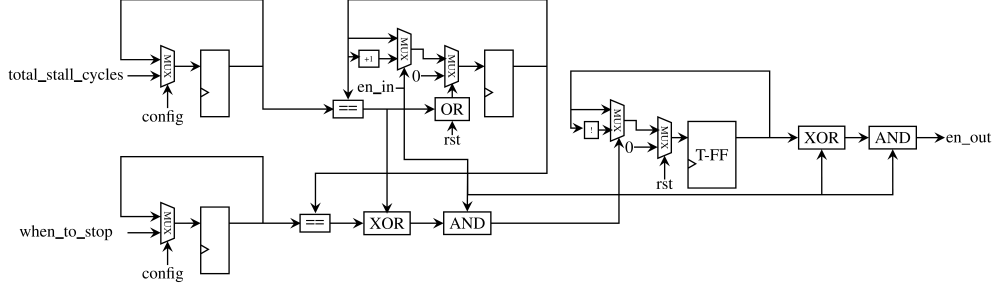 total_stall_cycles
MUX
config
==
en_in
+1
MUX
0
MUX
OR
rst
when_to_stop
MUX
config
==
XOR
AND
!
MUX
0
MUX
rst
T-FF
XOR
AND
en_out